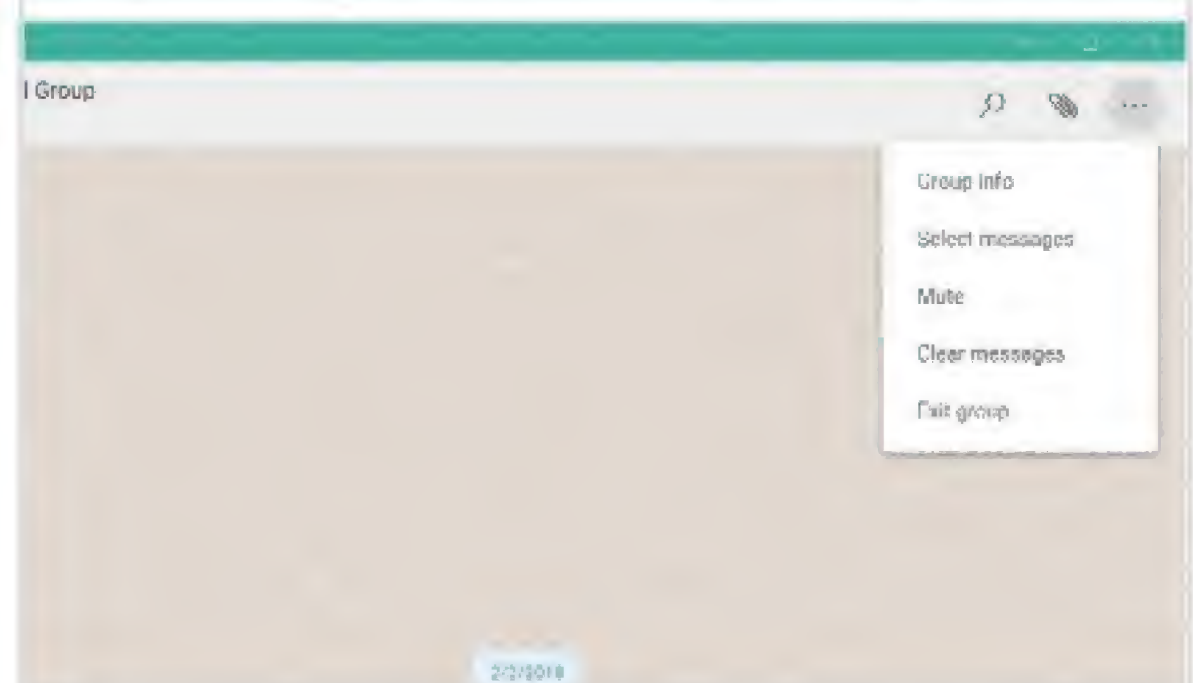 l Group
Group info
Select messages
Mute
Clear messages
Exit group